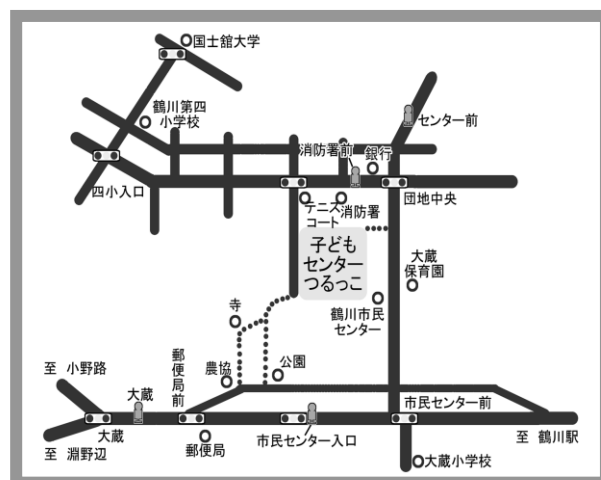 国士舘大学
鶴川第四
小学校
センター前
消防署前
銀行
四小入口
テニス
コート
消防署
団地中央
子ども
センター
つるっこ
大蔵
保育園
鶴川市民
センター
寺
郵便局前
公園
農協
至 小野路
大蔵
市民センター前
大蔵
市民センター入口
至 鶴川駅
郵便局
至 淵野辺
大蔵小学校